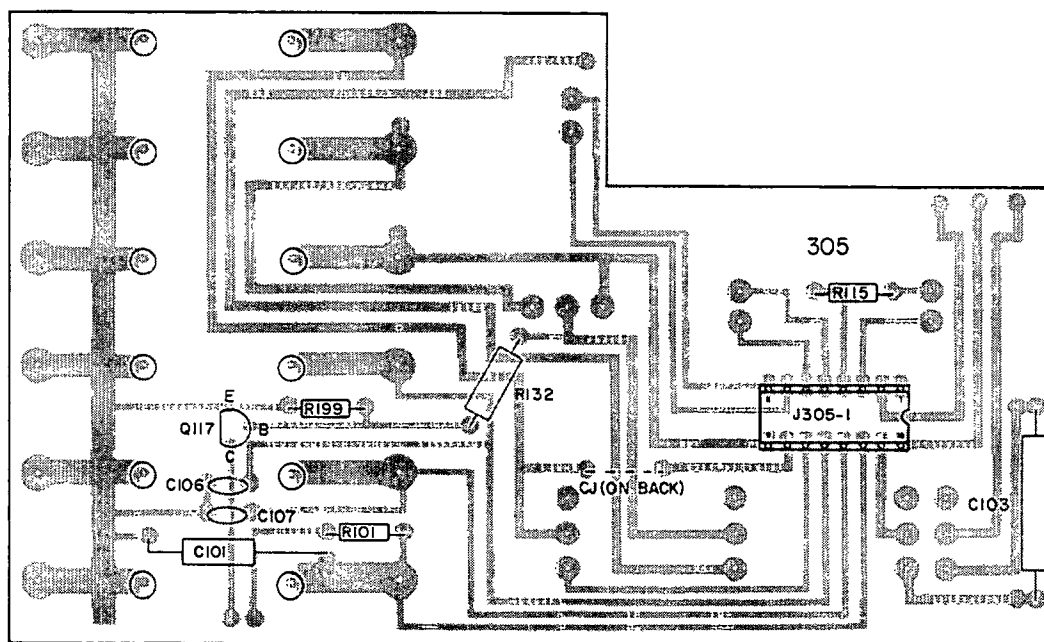 305
R115
J305-1
R132
E
R199
Q117
B
C
C106
CJ(ON BACK)
C107
C103
R101
C101